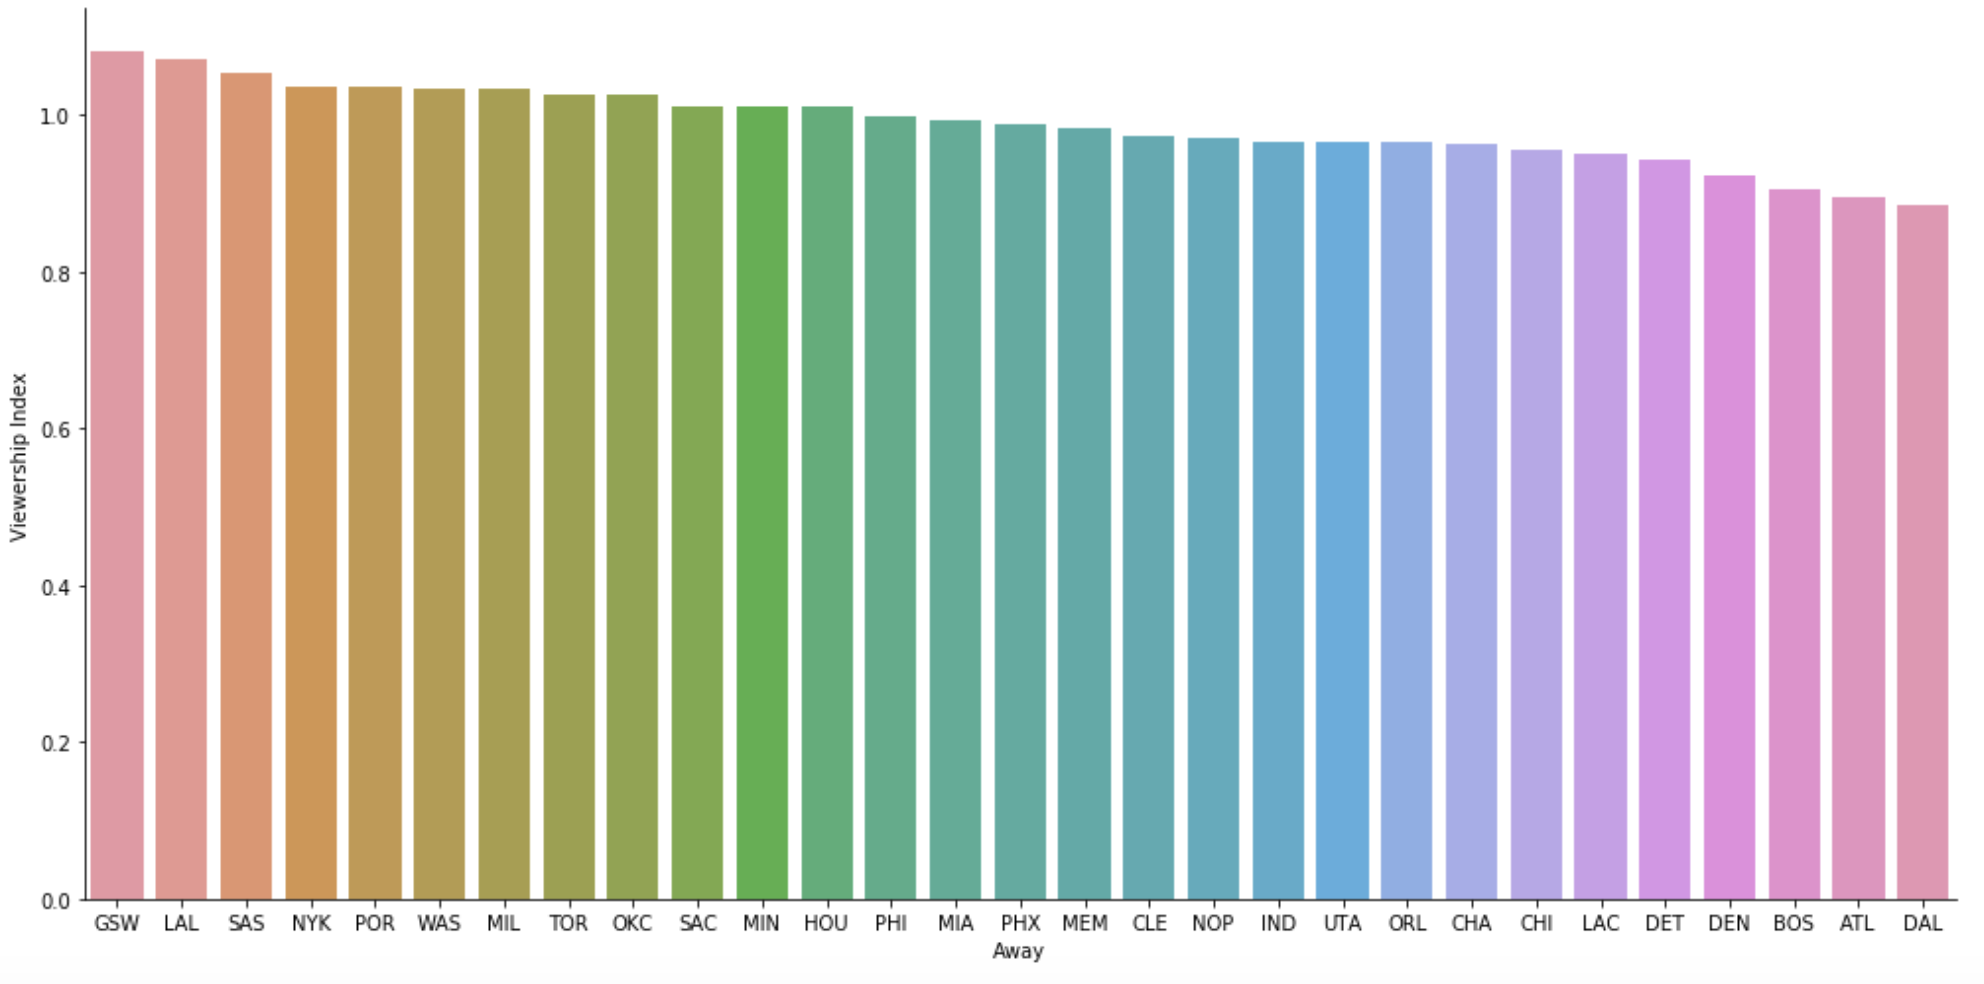 1.0
0.8
0.6
0.4
0.2
0.0
Viewership Index
GSW LAL SAS NYK POR WAS MIL TOR OKC SAC MIN HOU PHI MIA PHX MEM CLE NOP IND UTA ORL CHA CHI LAC DET DEN BOS ATL DAL
Away